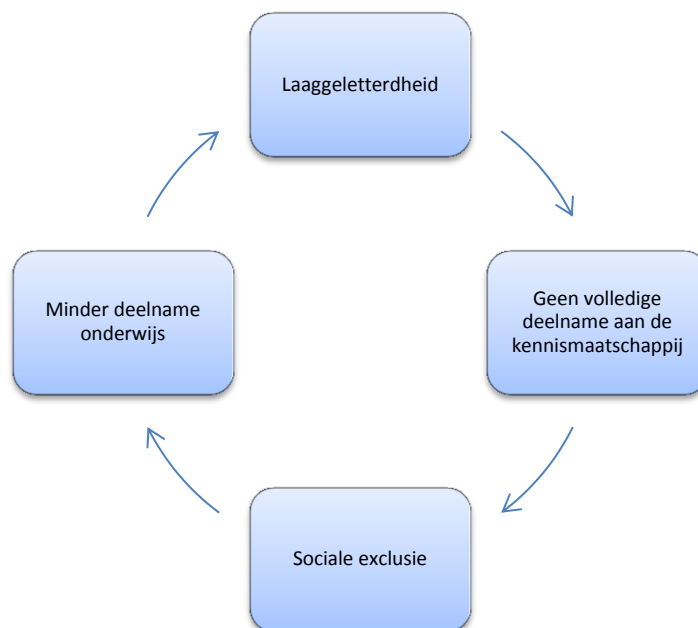 Laaggeletterdheid
Geen volledige
deelname aan de
kennismaatschappij
Sociale exclusie
Minder deelname
onderwijs